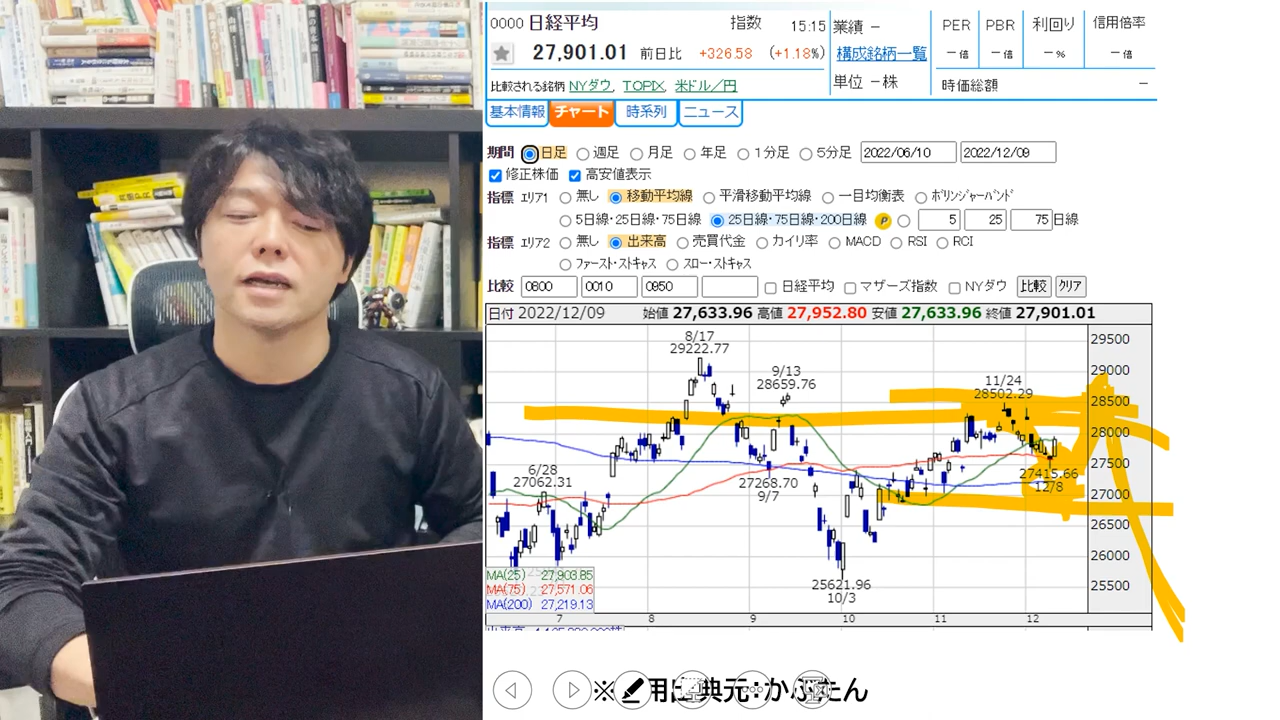 0000 日経平均 指数 15:15
27,901.01 前日比 +326.58 (+1.18%)
比較される銘柄 NYダウ, TOPIX, 米ドル/円
業績 −
構成銘柄一覧
単位 −株
PER PBR 利回り 信用倍率
−倍 −倍 −% −倍
時価総額 −
基本情報 チャート 時系列 ニュース
期間 日足 週足 月足 年足 1分足 5分足 2022/06/10 2022/12/09
修正株価 高安値表示
指標 エリア1 無し 移動平均線 平滑移動平均線 一目均衡表 ボリンジャーバンド
5日線・25日線・75日線 25日線・75日線・200日線 P 5 25 75 日線
指標 エリア2 無し 出来高 売買代金 カイリ率 MACD RSI RCI
ファースト・ストキャス スロー・ストキャス
比較 0800 0010 0950 日経平均 マザーズ指数 NYダウ 比較 クリア
日付 2022/12/09 始値 27,633.96 高値 27,952.80 安値 27,633.96 終値 27,901.01
8/17
29222.77
9/13
28659.76
11/24
28502.29
6/28
27062.31
27268.70
9/7
27415.66
12/8
25621.96
10/3
29500
29000
28500
28000
27500
27000
26500
26000
25500
MA(25) 27,903.85
MA(75) 27,571.06
MA(200) 27,219.13
7 8 9 10 11 12
典元:かぶたん